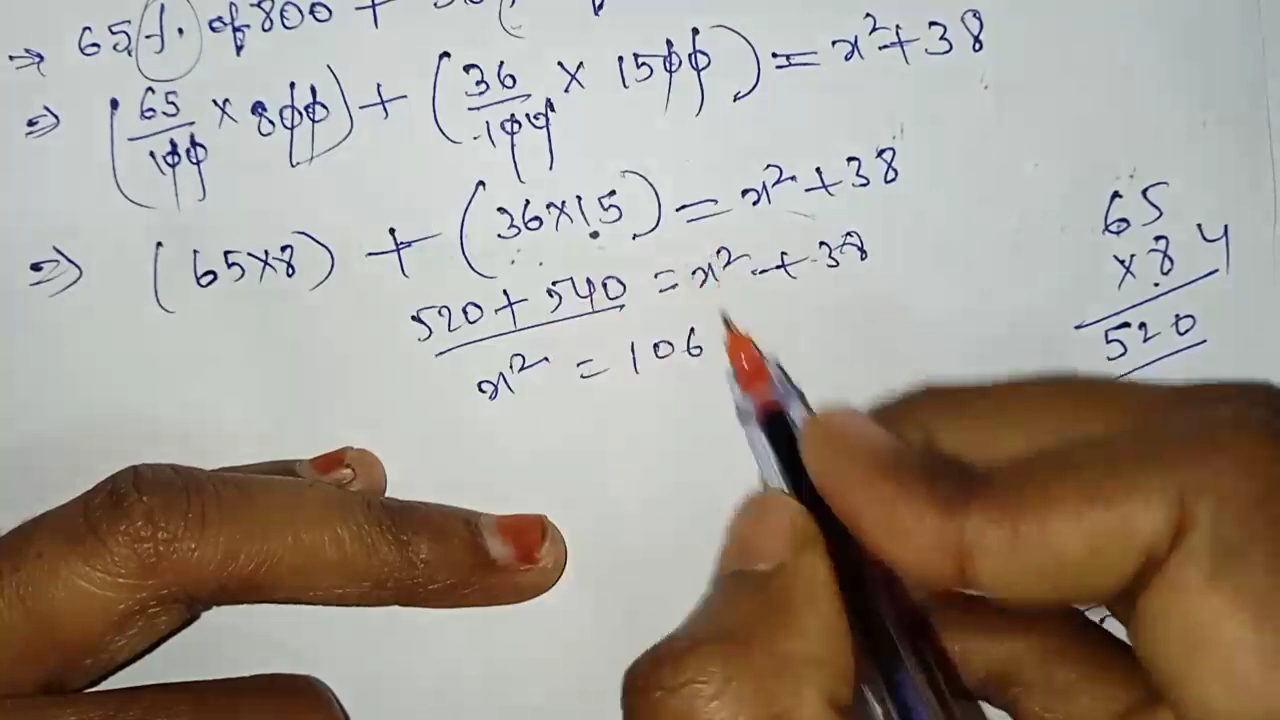 ⇒ 65 %. of 800 +
⇒ (65/100 × 800) + (36/100 × 1500) = x² + 38
⇒ (65×8) + (36×15) = x² + 38
520 + 540 = x² + 38
x² = 106
65
×8 4
520